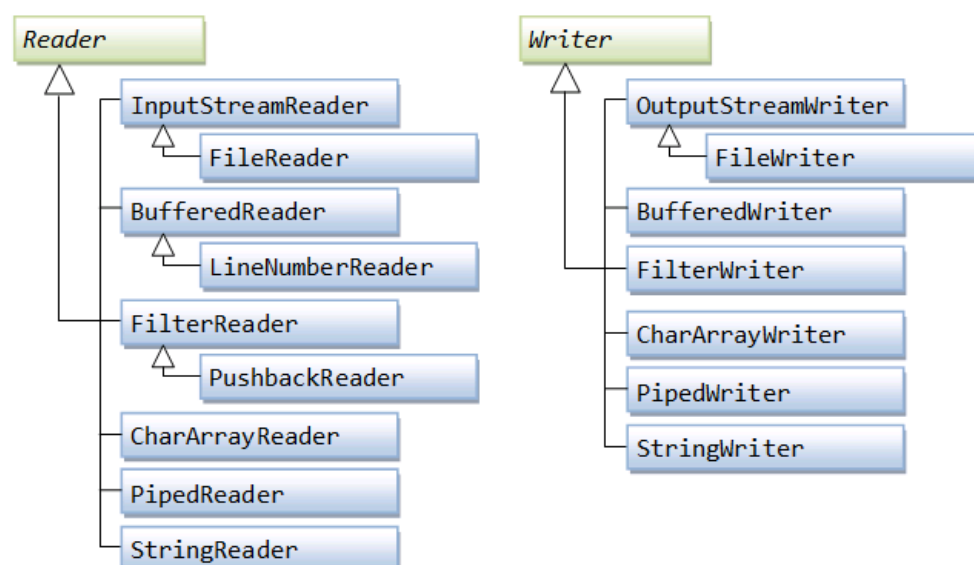 Reader
InputStreamReader
FileReader
BufferedReader
LineNumberReader
FilterReader
PushbackReader
CharArrayReader
PipedReader
StringReader
Writer
OutputStreamWriter
FileWriter
BufferedWriter
FilterWriter
CharArrayWriter
PipedWriter
StringWriter